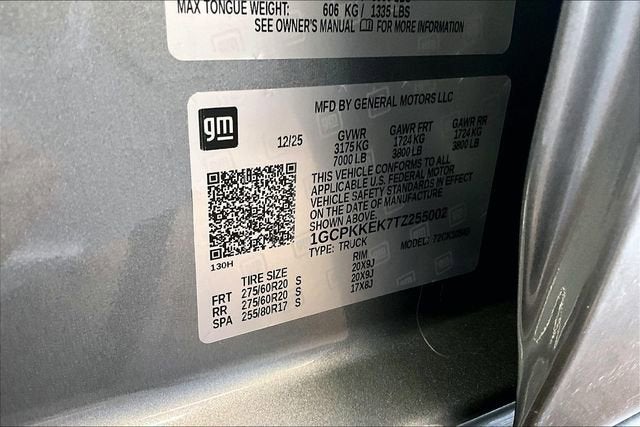 MAX TONGUE WEIGHT: 606 KG / 1335 LBS
SEE OWNER'S MANUAL FOR MORE INFORMATION
gm
MFD BY GENERAL MOTORS LLC
12/25
GVWR GAWR FRT GAWR RR
3175 KG 1724 KG 1724 KG
7000 LB 3800 LB 3800 LB
THIS VEHICLE CONFORMS TO ALL
APPLICABLE U.S. FEDERAL MOTOR
VEHICLE SAFETY STANDARDS IN EFFECT
ON THE DATE OF MANUFACTURE
SHOWN ABOVE.
1GCPKKEK7TZ255002
TYPE: TRUCK MODEL:
130H
TIRE SIZE RIM
FRT 275/60R20 S 20X9J
RR 275/60R20 S 20X9J
SPA 255/80R17 S 17X8J